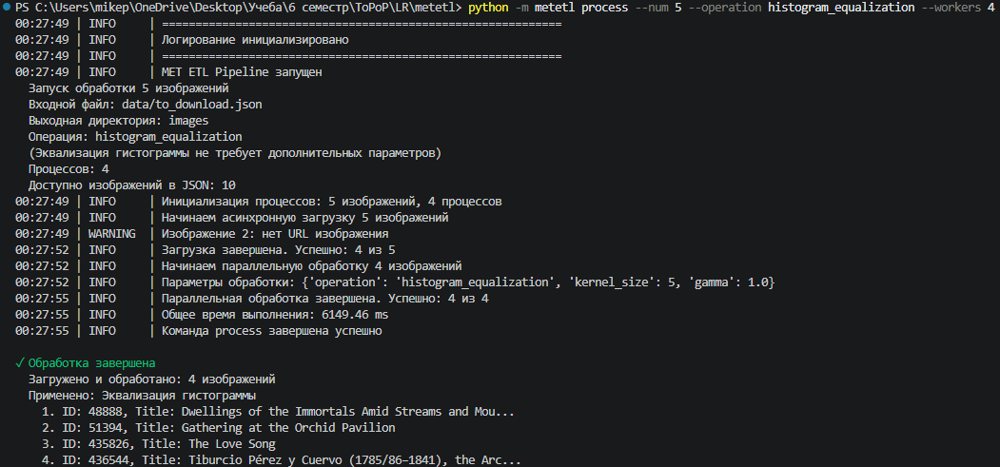 PS C:\Users\mikep\OneDrive\Desktop\Учеба\6 семестр\ToPoP\LR\metetl> python -m metetl process --num 5 --operation histogram_equalization --workers 4
00:27:49 | INFO     | ============================================================
00:27:49 | INFO     | Логирование инициализировано
00:27:49 | INFO     | ============================================================
00:27:49 | INFO     | MET ETL Pipeline запущен
Запуск обработки 5 изображений
Входной файл: data/to_download.json
Выходная директория: images
Операция: histogram_equalization
(Эквализация гистограммы не требует дополнительных параметров)
Процессов: 4
Доступно изображений в JSON: 10
00:27:49 | INFO     | Инициализация процессов: 5 изображений, 4 процессов
00:27:49 | INFO     | Начинаем асинхронную загрузку 5 изображений
00:27:49 | WARNING  | Изображение 2: нет URL изображения
00:27:52 | INFO     | Загрузка завершена. Успешно: 4 из 5
00:27:52 | INFO     | Начинаем параллельную обработку 4 изображений
00:27:52 | INFO     | Параметры обработки: {'operation': 'histogram_equalization', 'kernel_size': 5, 'gamma': 1.0}
00:27:55 | INFO     | Параллельная обработка завершена. Успешно: 4 из 4
00:27:55 | INFO     | Общее время выполнения: 6149.46 ms
00:27:55 | INFO     | Команда process завершена успешно
✓ Обработка завершена
Загружено и обработано: 4 изображений
Применено: Эквализация гистограммы
1. ID: 48888, Title: Dwellings of the Immortals Amid Streams and Mou...
2. ID: 51394, Title: Gathering at the Orchid Pavilion
3. ID: 435826, Title: The Love Song
4. ID: 436544, Title: Tiburcio Pérez y Cuervo (1785/86–1841), the Arc...